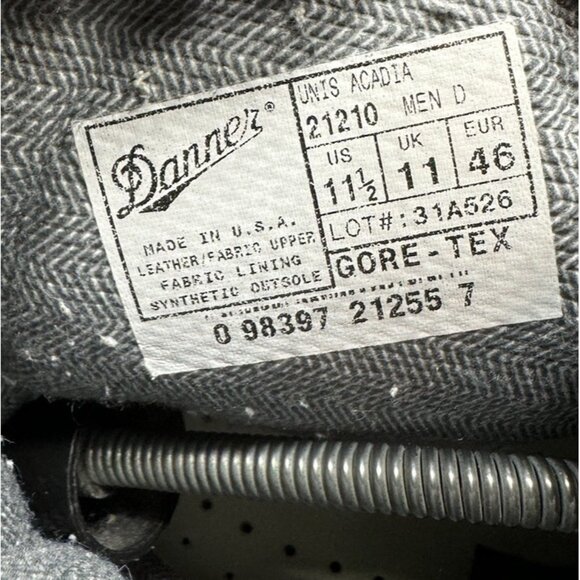 Danner®
MADE IN U.S.A.
LEATHER/FABRIC UPPER
FABRIC LINING
SYNTHETIC OUTSOLE
UNIS ACADIA
21210 MEN D
US UK EUR
11½ 11 46
LOT#:31A526
GORE-TEX
0 98397 21255 7